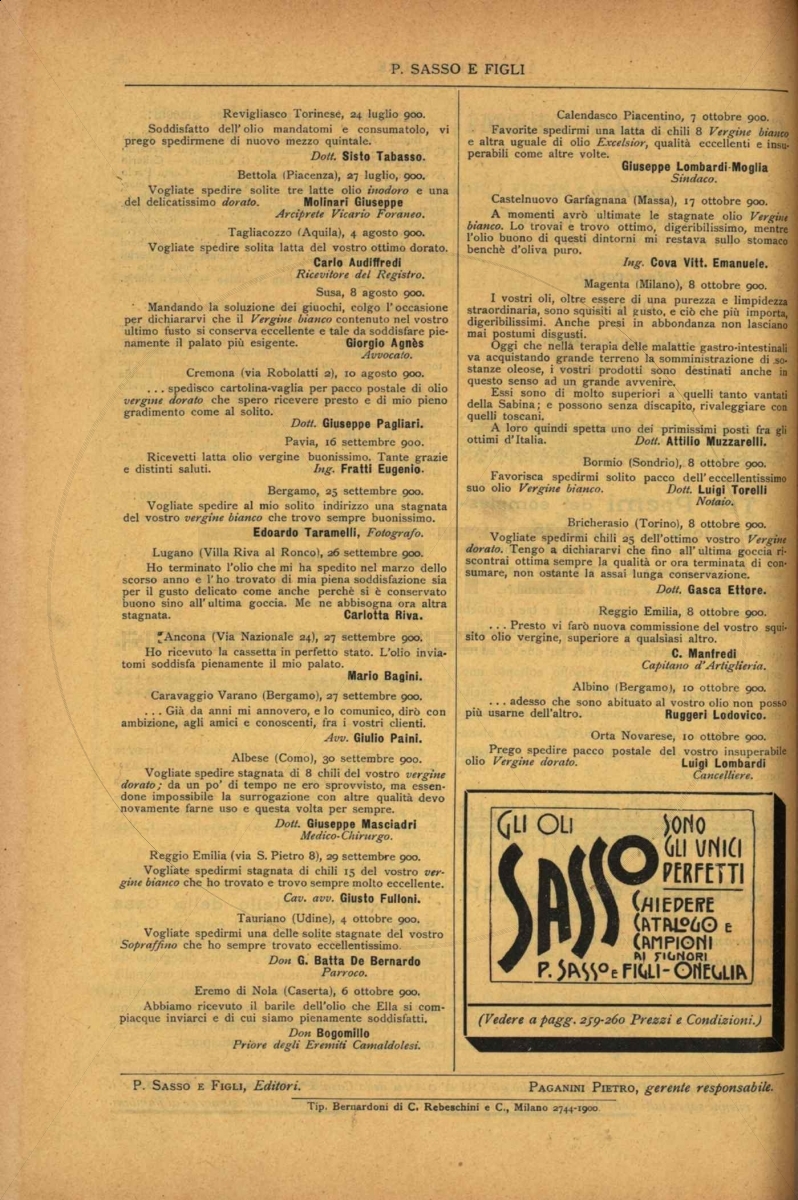 P. SASSO E FIGLI
Revigliasco Torinese, 24 luglio 900.
Soddisfatto dell'olio mandatomi e consumatolo, vi
prego spedirmene di nuovo mezzo quintale.
Dott. Sisto Tabasso.
Bettola (Piacenza), 27 luglio, 900.
Vogliate spedire solite tre latte olio inodoro e una
del delicatissimo dorato. Molinari Giuseppe
Arciprete Vicario Foraneo.
Tagliacozzo (Aquila), 4 agosto 900.
Vogliate spedire solita latta del vostro ottimo dorato.
Carlo Audiffredi
Ricevitore del Registro.
Susa, 8 agosto 900.
Mandando la soluzione dei giuochi, colgo l'occasione
per dichiararvi che il Vergine bianco contenuto nel vostro
ultimo fusto si conserva eccellente e tale da soddisfare pie-
namente il palato più esigente. Giorgio Agnès
Avvocato.
Cremona (via Robolatti 2), 10 agosto 900.
... spedisco cartolina-vaglia per pacco postale di olio
vergine dorato che spero ricevere presto e di mio pieno
gradimento come al solito.
Dott. Giuseppe Pagliari.
Pavia, 16 settembre 900.
Ricevetti latta olio vergine buonissimo. Tante grazie
e distinti saluti. Ing. Fratti Eugenio.
Bergamo, 25 settembre 900.
Vogliate spedire al mio solito indirizzo una stagnata
del vostro vergine bianco che trovo sempre buonissimo.
Edoardo Taramelli, Fotografo.
Lugano (Villa Riva al Ronco), 26 settembre 900.
Ho terminato l'olio che mi ha spedito nel marzo dello
scorso anno e l'ho trovato di mia piena soddisfazione sia
per il gusto delicato come anche perchè si è conservato
buono sino all'ultima goccia. Me ne abbisogna ora altra
stagnata. Carlotta Riva.
Ancona (Via Nazionale 24), 27 settembre 900.
Ho ricevuto la cassetta in perfetto stato. L'olio invia-
tomi soddisfa pienamente il mio palato.
Mario Bagini.
Caravaggio Varano (Bergamo), 27 settembre 900.
... Già da anni mi annovero, e lo comunico, dirò con
ambizione, agli amici e conoscenti, fra i vostri clienti.
Avv. Giulio Paini.
Albese (Como), 30 settembre 900.
Vogliate spedire stagnata di 8 chili del vostro vergine
dorato; da un po' di tempo ne ero sprovvisto, ma essen-
done impossibile la surrogazione con altre qualità devo
novamente farne uso e questa volta per sempre.
Dott. Giuseppe Masciadri
Medico-Chirurgo.
Reggio Emilia (via S. Pietro 8), 29 settembre 900.
Vogliate spedirmi stagnata di chili 15 del vostro ver-
gine bianco che ho trovato e trovo sempre molto eccellente.
Cav. avv. Giusto Fulloni.
Tauriano (Udine), 4 ottobre 900.
Vogliate spedirmi una delle solite stagnate del vostro
Sopraffino che ho sempre trovato eccellentissimo.
Don G. Batta De Bernardo
Parroco.
Eremo di Nola (Caserta), 6 ottobre 900.
Abbiamo ricevuto il barile dell'olio che Ella si com-
piacque inviarci e di cui siamo pienamente soddisfatti.
Don Bogomillo
Priore degli Eremiti Camaldolesi.
Calendasco Piacentino, 7 ottobre 900.
Favorite spedirmi una latta di chili 8 Vergine bianco
e altra uguale di olio Excelsior, qualità eccellenti e insu-
perabili come altre volte.
Giuseppe Lombardi-Moglia
Sindaco.
Castelnuovo Garfagnana (Massa), 17 ottobre 900.
A momenti avrò ultimate le stagnate olio Vergine
bianco. Lo trovai e trovo ottimo, digeribilissimo, mentre
l'olio buono di questi dintorni mi restava sullo stomaco
benchè d'oliva puro.
Ing. Cova Vitt. Emanuele.
Magenta (Milano), 8 ottobre 900.
I vostri oli, oltre essere di una purezza e limpidezza
straordinaria, sono squisiti al gusto, e ciò che più importa,
digeribilissimi. Anche presi in abbondanza non lasciano
mai postumi disgusti.
Oggi che nella terapia delle malattie gastro-intestinali
va acquistando grande terreno la somministrazione di so-
stanze oleose, i vostri prodotti sono destinati anche in
questo senso ad un grande avvenire.
Essi sono di molto superiori a quelli tanto vantati
della Sabina; e possono senza discapito, rivaleggiare con
quelli toscani.
A loro quindi spetta uno dei primissimi posti fra gli
ottimi d'Italia. Dott. Attilio Muzzarelli.
Bormio (Sondrio), 8 ottobre 900.
Favorisca spedirmi solito pacco dell'eccellentissimo
suo olio Vergine bianco. Dott. Luigi Torelli
Notaio.
Bricherasio (Torino), 8 ottobre 900.
Vogliate spedirmi chili 25 dell'ottimo vostro Vergine
dorato. Tengo a dichiararvi che fino all'ultima goccia ri-
scontrai ottima sempre la qualità or ora terminata di con-
sumare, non ostante la assai lunga conservazione.
Dott. Gasca Ettore.
Reggio Emilia, 8 ottobre 900.
... Presto vi farò nuova commissione del vostro squi-
sito olio vergine, superiore a qualsiasi altro.
C. Manfredi
Capitano d'Artiglieria.
Albino (Bergamo), 10 ottobre 900.
... adesso che sono abituato al vostro olio non posso
più usarne dell'altro. Ruggeri Lodovico.
Orta Novarese, 10 ottobre 900.
Prego spedire pacco postale del vostro insuperabile
olio Vergine dorato. Luigi Lombardi
Cancelliere.
GLI OLI
SASSO
SONO
GLI UNICI
PERFETTI
CHIEDERE
CATALOGO E
CAMPIONI
AI SIGNORI
P. SASSO E FIGLI-ONEGLIA
(Vedere a pagg. 259-260 Prezzi e Condizioni.)
P. SASSO E FIGLI, Editori. PAGANINI PIETRO, gerente responsabile.
Tip. Bernardoni di C. Rebeschini e C., Milano 2744-1900